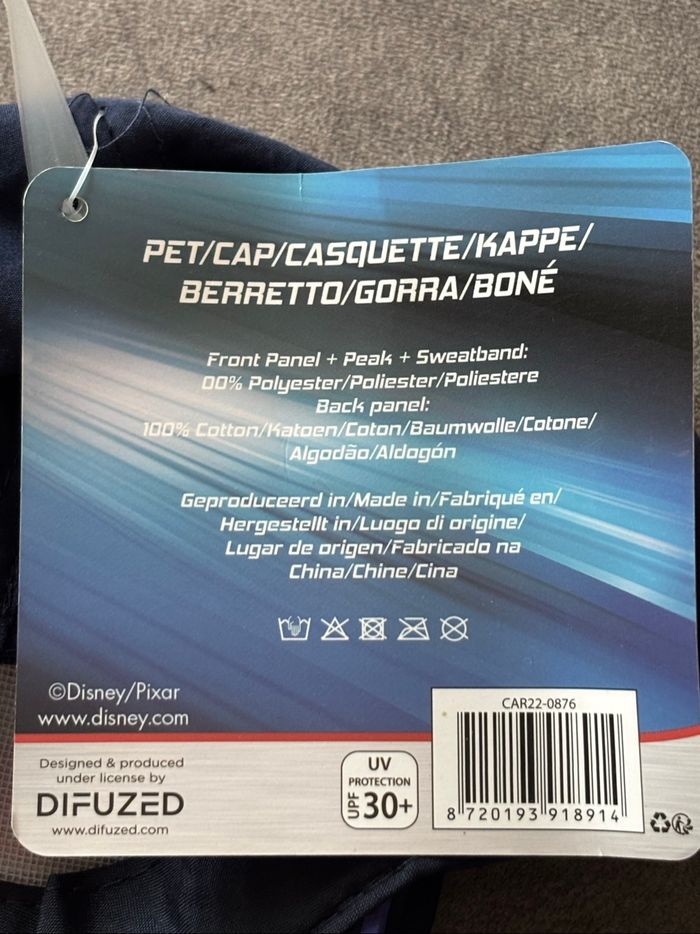 PET/CAP/CASQUETTE/KAPPE/
BERRETTO/GORRA/BONÉ
Front Panel + Peak + Sweatband:
00% Polyester/Poliester/Poliestere
Back panel:
100% Cotton/Katoen/Coton/Baumwolle/Cotone/
Algodão/Aldogón
Geproduceerd in/Made in/Fabriqué en/
Hergestellt in/Luogo di origine/
Lugar de origen/Fabricado na
China/Chine/Cina
©Disney/Pixar
www.disney.com
Designed & produced
under license by
DIFUZED
www.difuzed.com
UV
PROTECTION
UPF 30+
CAR22-0876
8 720193 918914